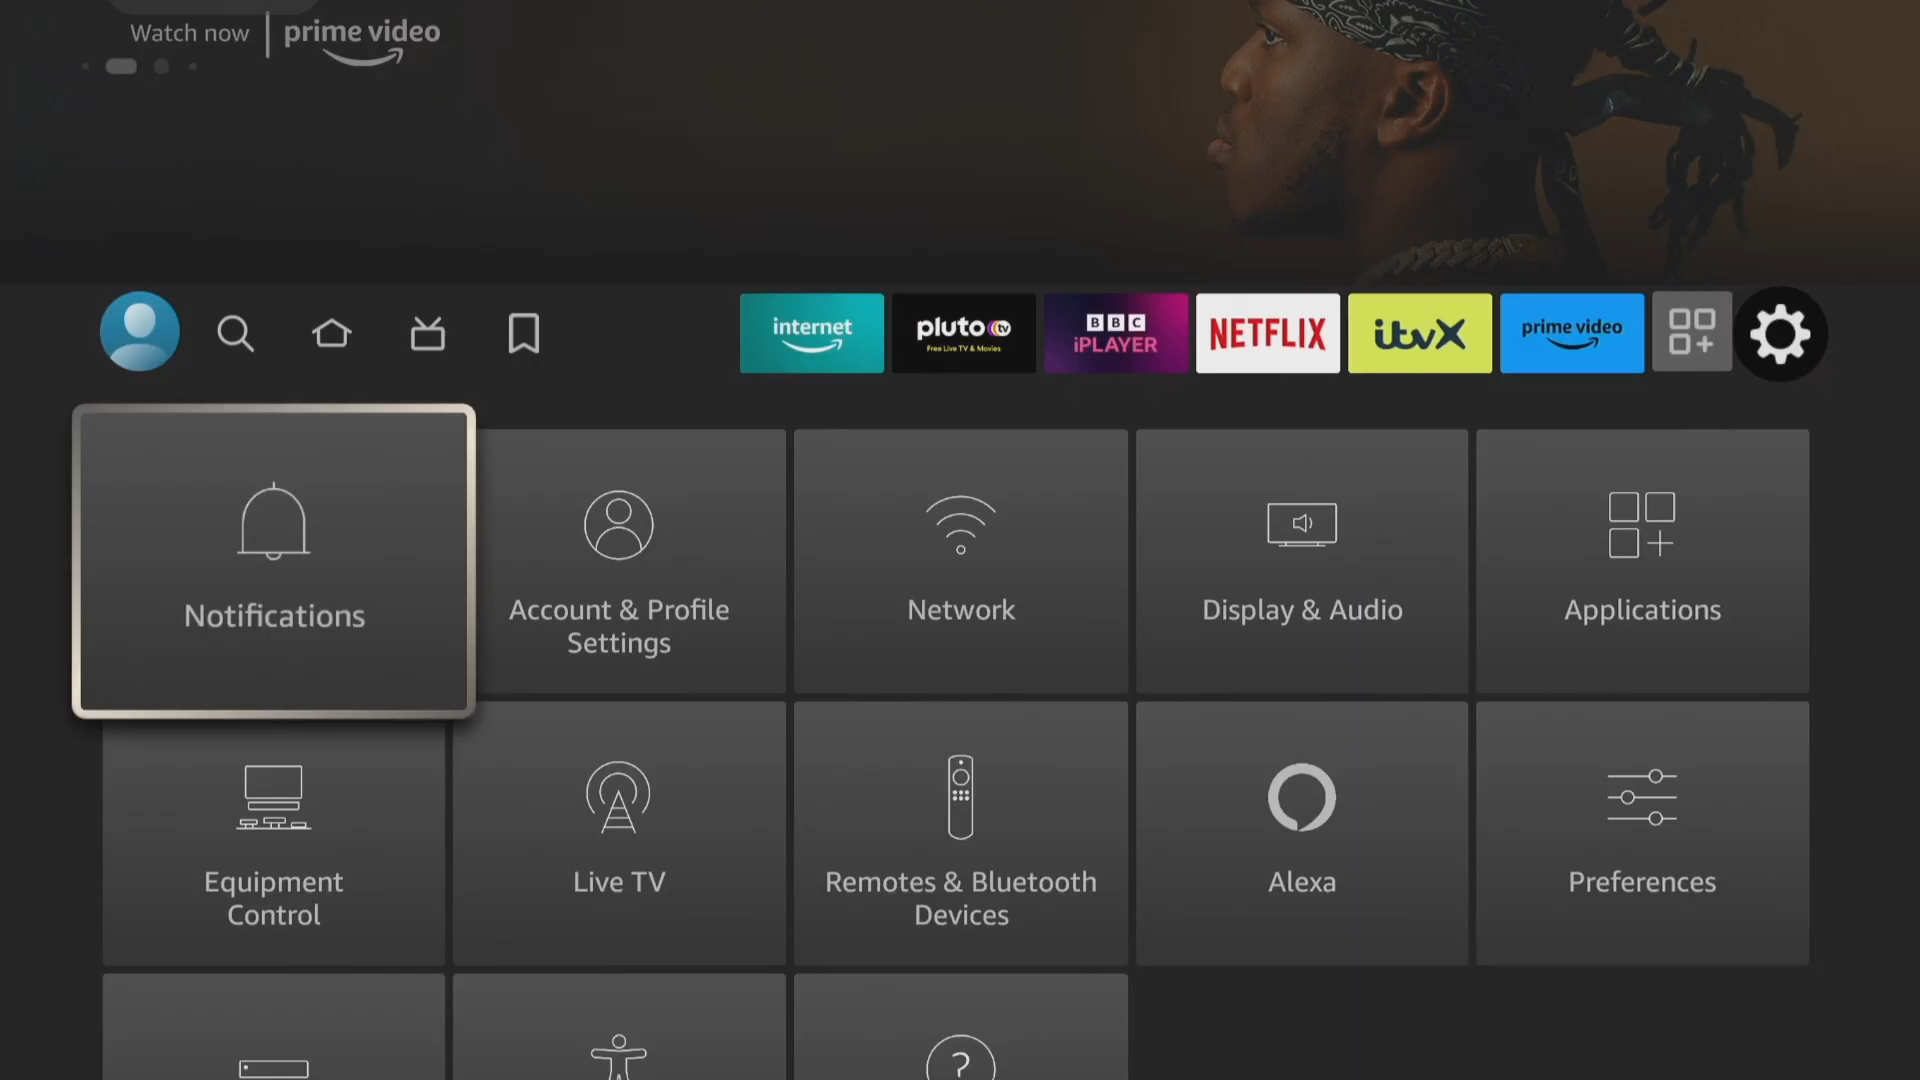 Watch now
prime video
internet
pluto tv
Free Live TV & Movies
BBC
iPLAYER
NETFLIX
itvX
prime video
Notifications
Account & Profile
Settings
Network
Display & Audio
Applications
Equipment
Control
Live TV
Remotes & Bluetooth
Devices
Alexa
Preferences
?